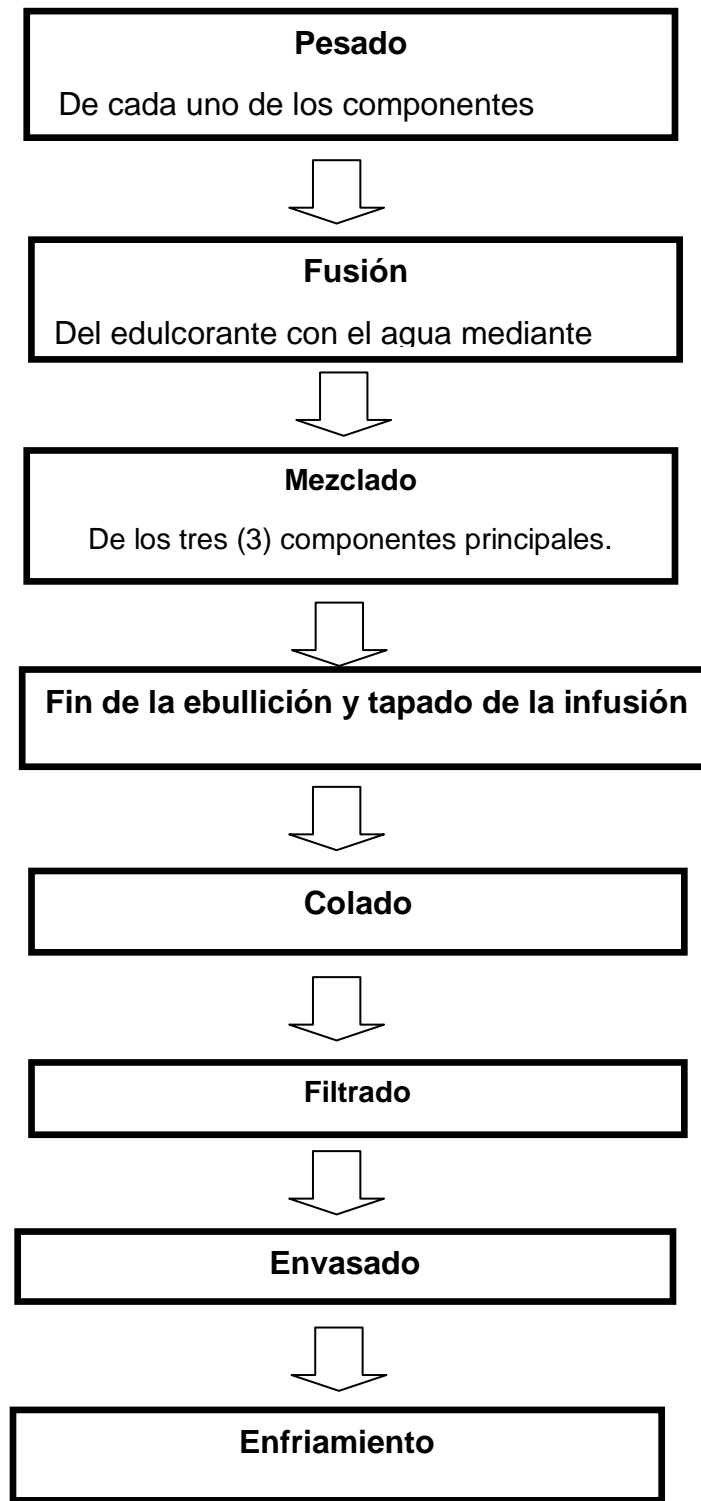 Pesado
De cada uno de los componentes
Fusión
Del edulcorante con el agua mediante
Mezclado
De los tres (3) componentes principales.
Fin de la ebullición y tapado de la infusión
Colado
Filtrado
Envasado
Enfriamiento